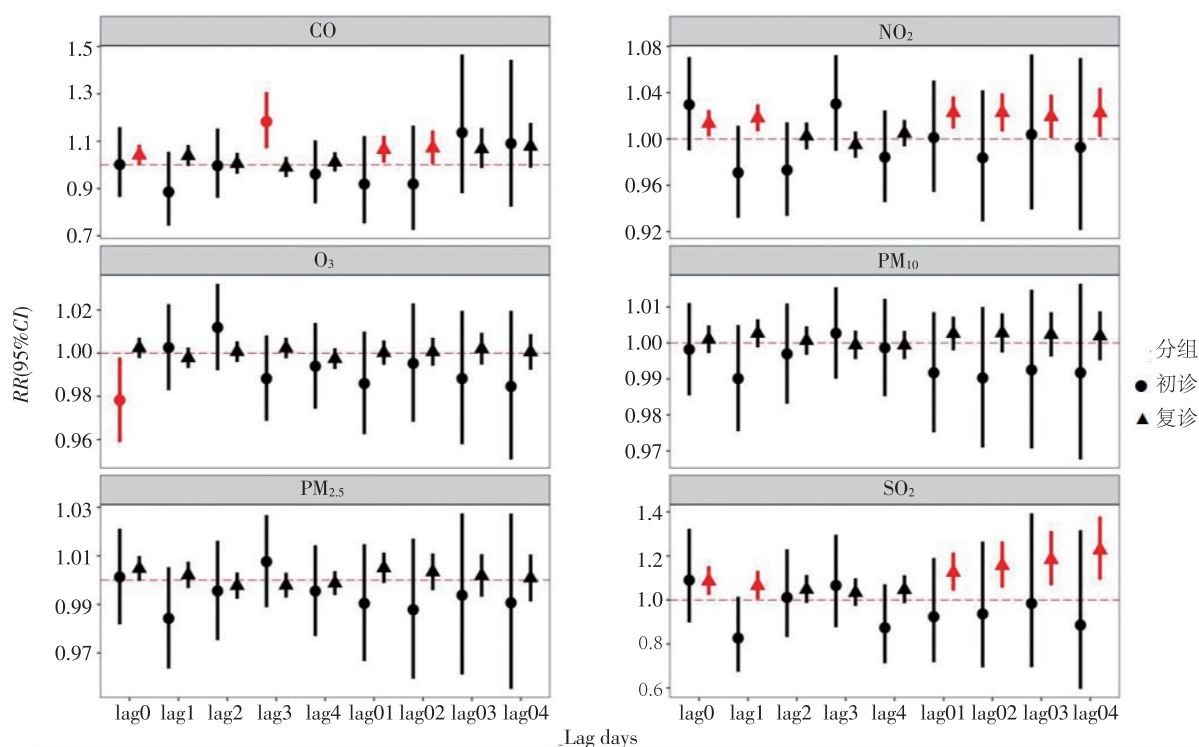 CO
NO₂
1.5
1.3
1.1
0.9
0.7
1.08
1.04
1.00
0.96
0.92
O₃
PM₁₀
1.02
1.00
0.98
0.96
1.01
1.00
0.99
0.98
0.97
PM₂.₅
SO₂
1.03
1.01
0.99
0.97
1.4
1.2
1.0
0.8
0.6
RR(95%CI)
lag0 lag1 lag2 lag3 lag4 lag01 lag02 lag03 lag04
lag0 lag1 lag2 lag3 lag4 lag01 lag02 lag03 lag04
Lag days
分组
初诊
复诊